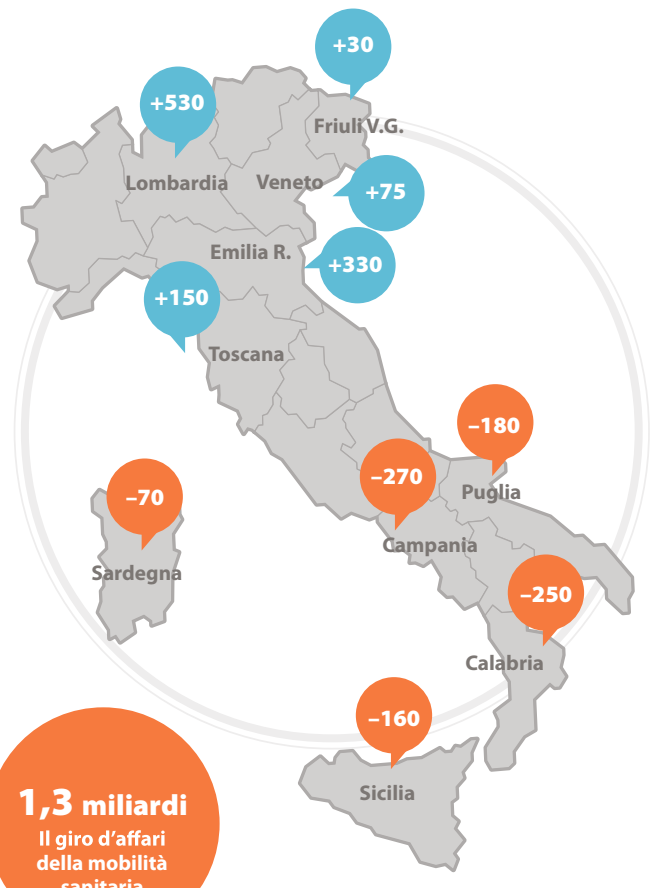 +30
+530
Friuli V.G.
Lombardia
Veneto
+75
Emilia R.
+330
+150
Toscana
–180
–270
Puglia
–70
Campania
Sardegna
–250
Calabria
–160
Sicilia
1,3 miliardi
Il giro d’affari
della mobilità
sanitaria